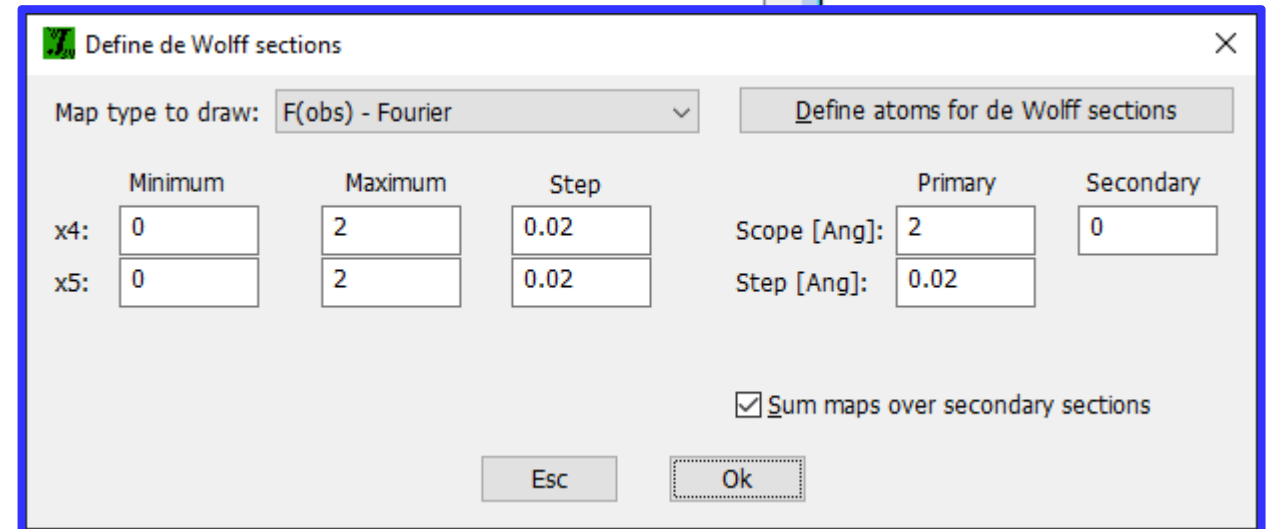 Define de Wolff sections
Map type to draw: F(obs) - Fourier Define atoms for de Wolff sections
Minimum Maximum Step Primary Secondary
x4: 0 2 0.02 Scope [Ang]: 2 0
x5: 0 2 0.02 Step [Ang]: 0.02
Sum maps over secondary sections
Esc Ok